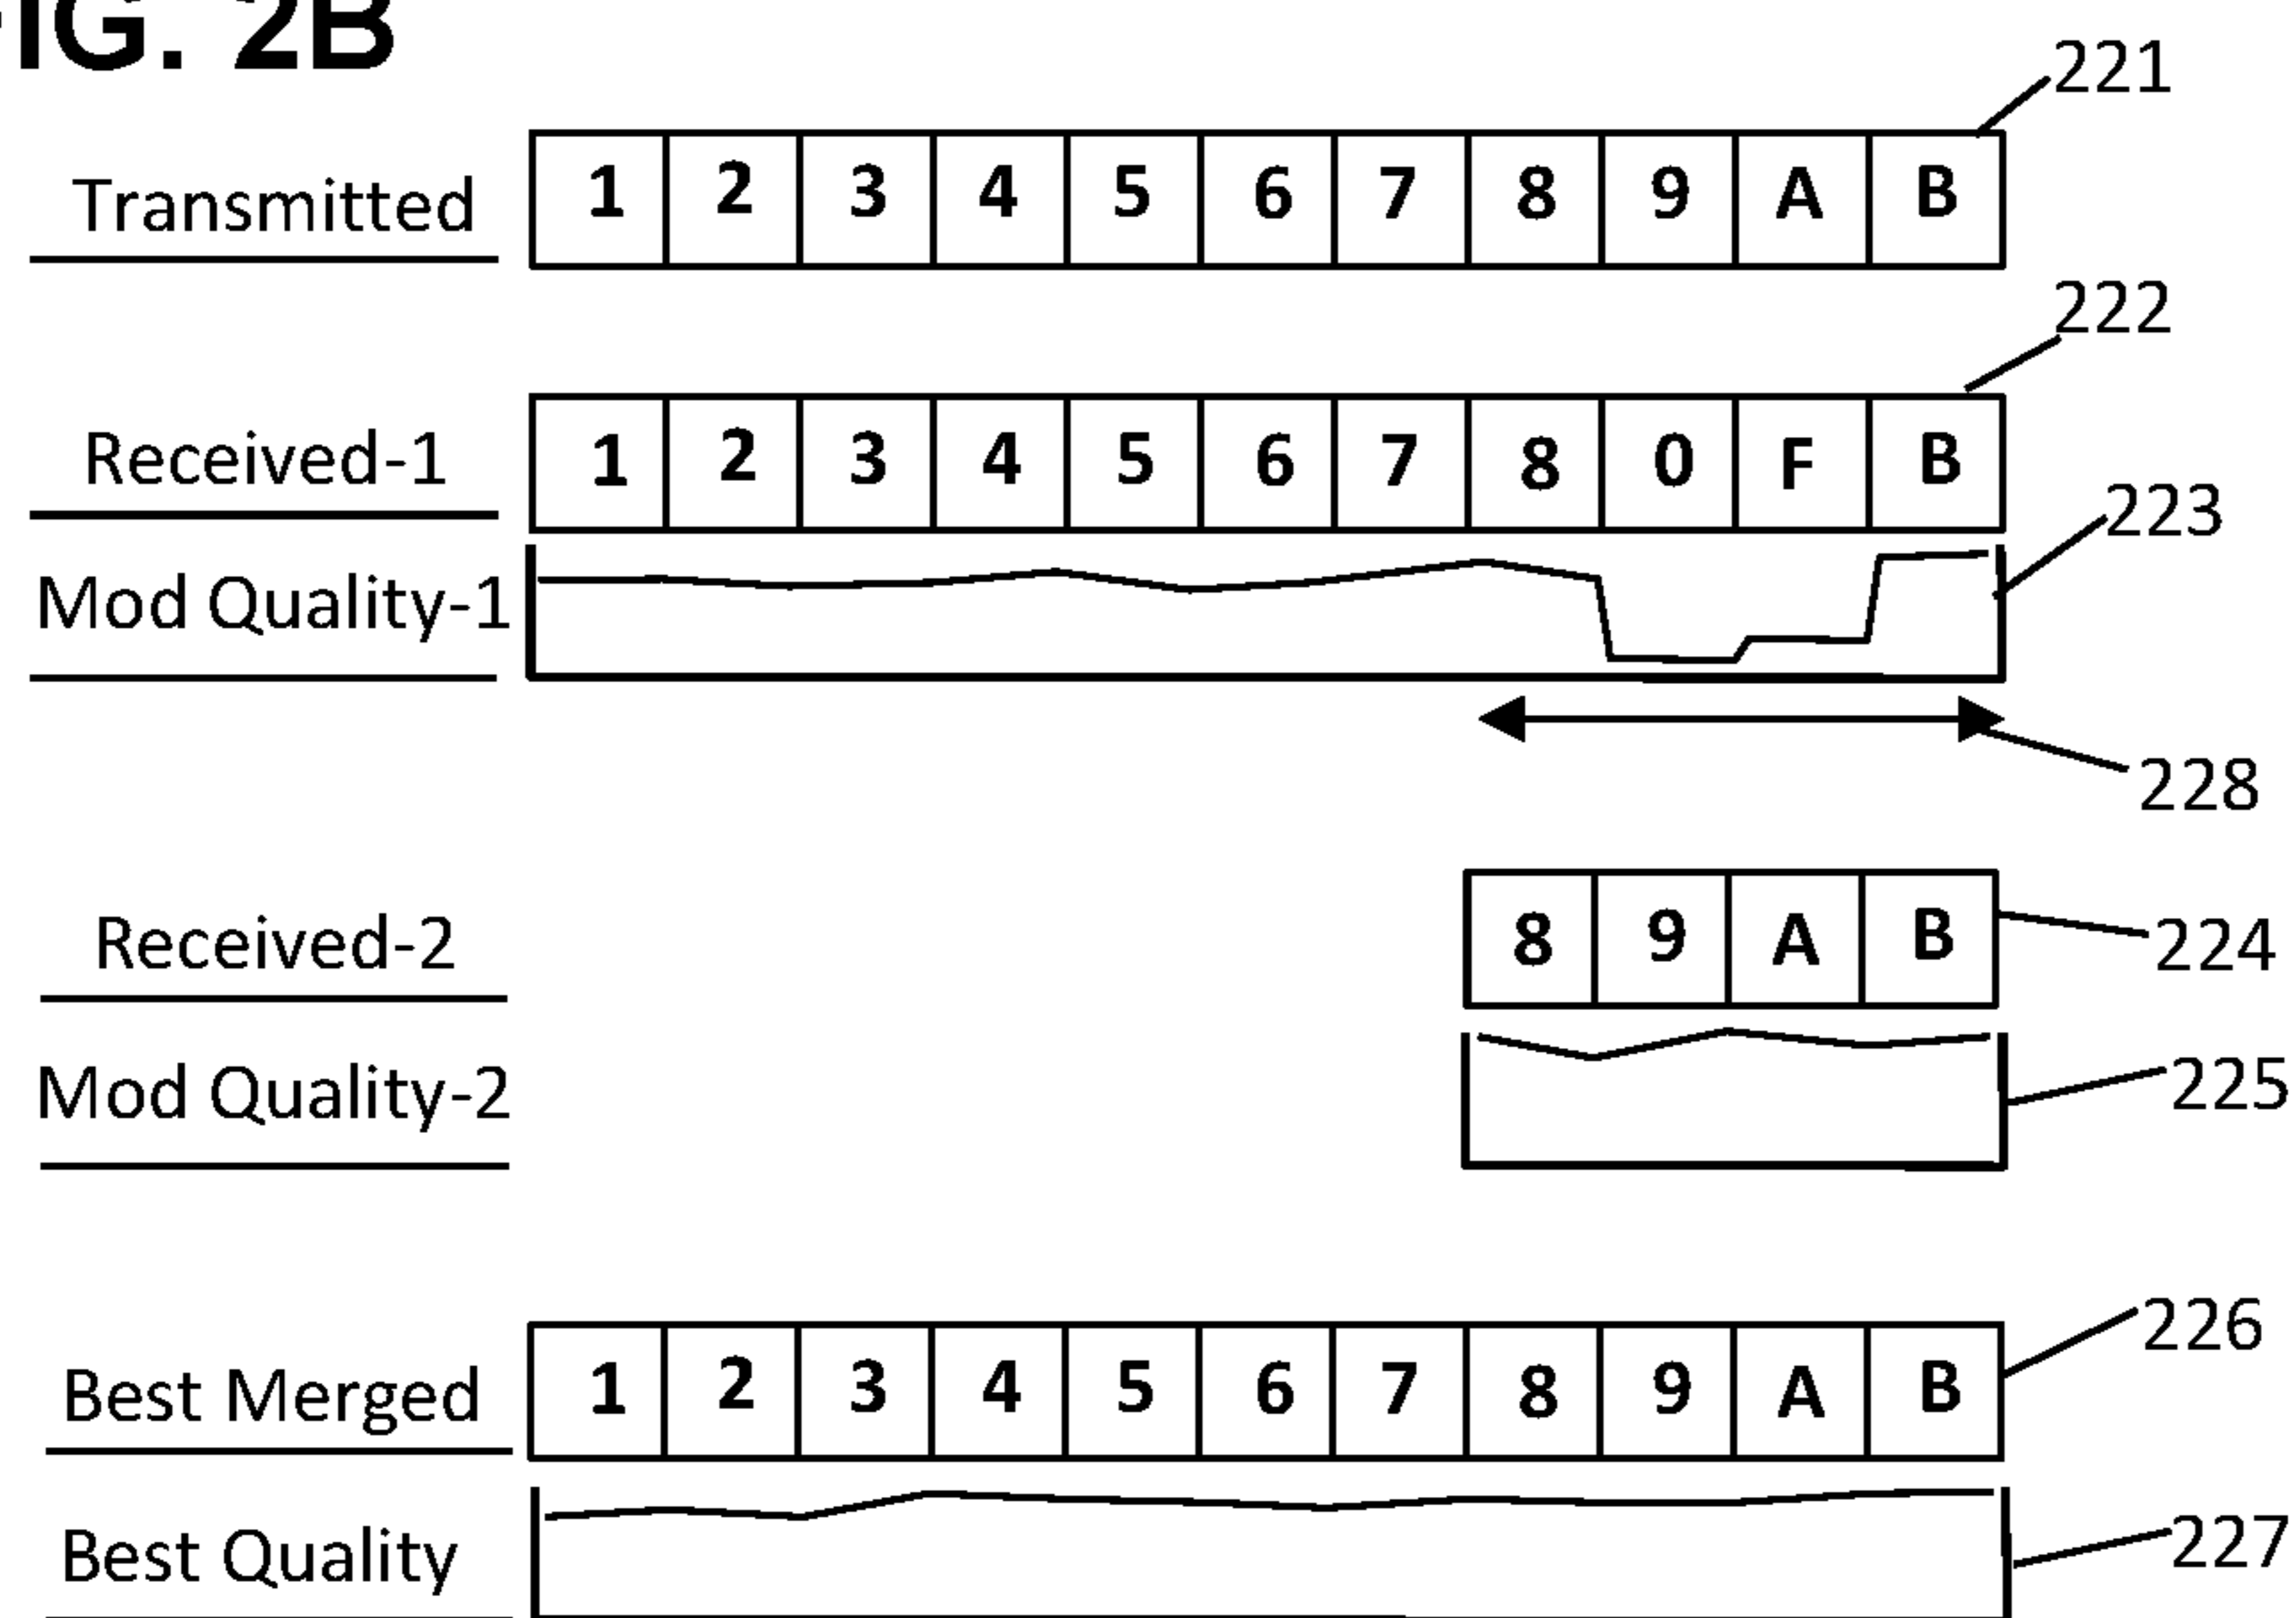 FIG. 2B
221
Transmitted 1 2 3 4 5 6 7 8 9 A B
222
Received-1 1 2 3 4 5 6 7 8 0 F B
223
Mod Quality-1
228
Received-2 8 9 A B 224
Mod Quality-2 225
226
Best Merged 1 2 3 4 5 6 7 8 9 A B
Best Quality 227